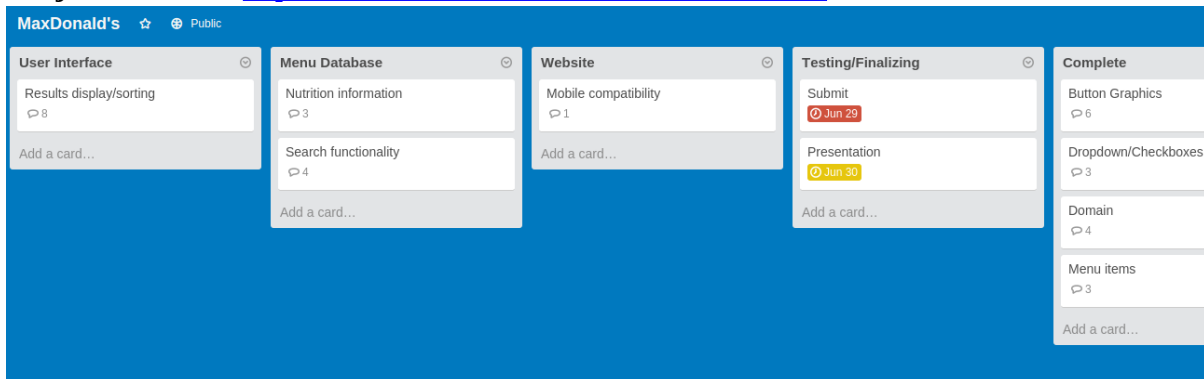 MaxDonald's Public
User Interface
Results display/sorting
8
Add a card…
Menu Database
Nutrition information
3
Search functionality
4
Add a card…
Website
Mobile compatibility
1
Add a card…
Testing/Finalizing
Submit
Jun 29
Presentation
Jun 30
Add a card…
Complete
Button Graphics
6
Dropdown/Checkboxes
3
Domain
4
Menu items
3
Add a card…